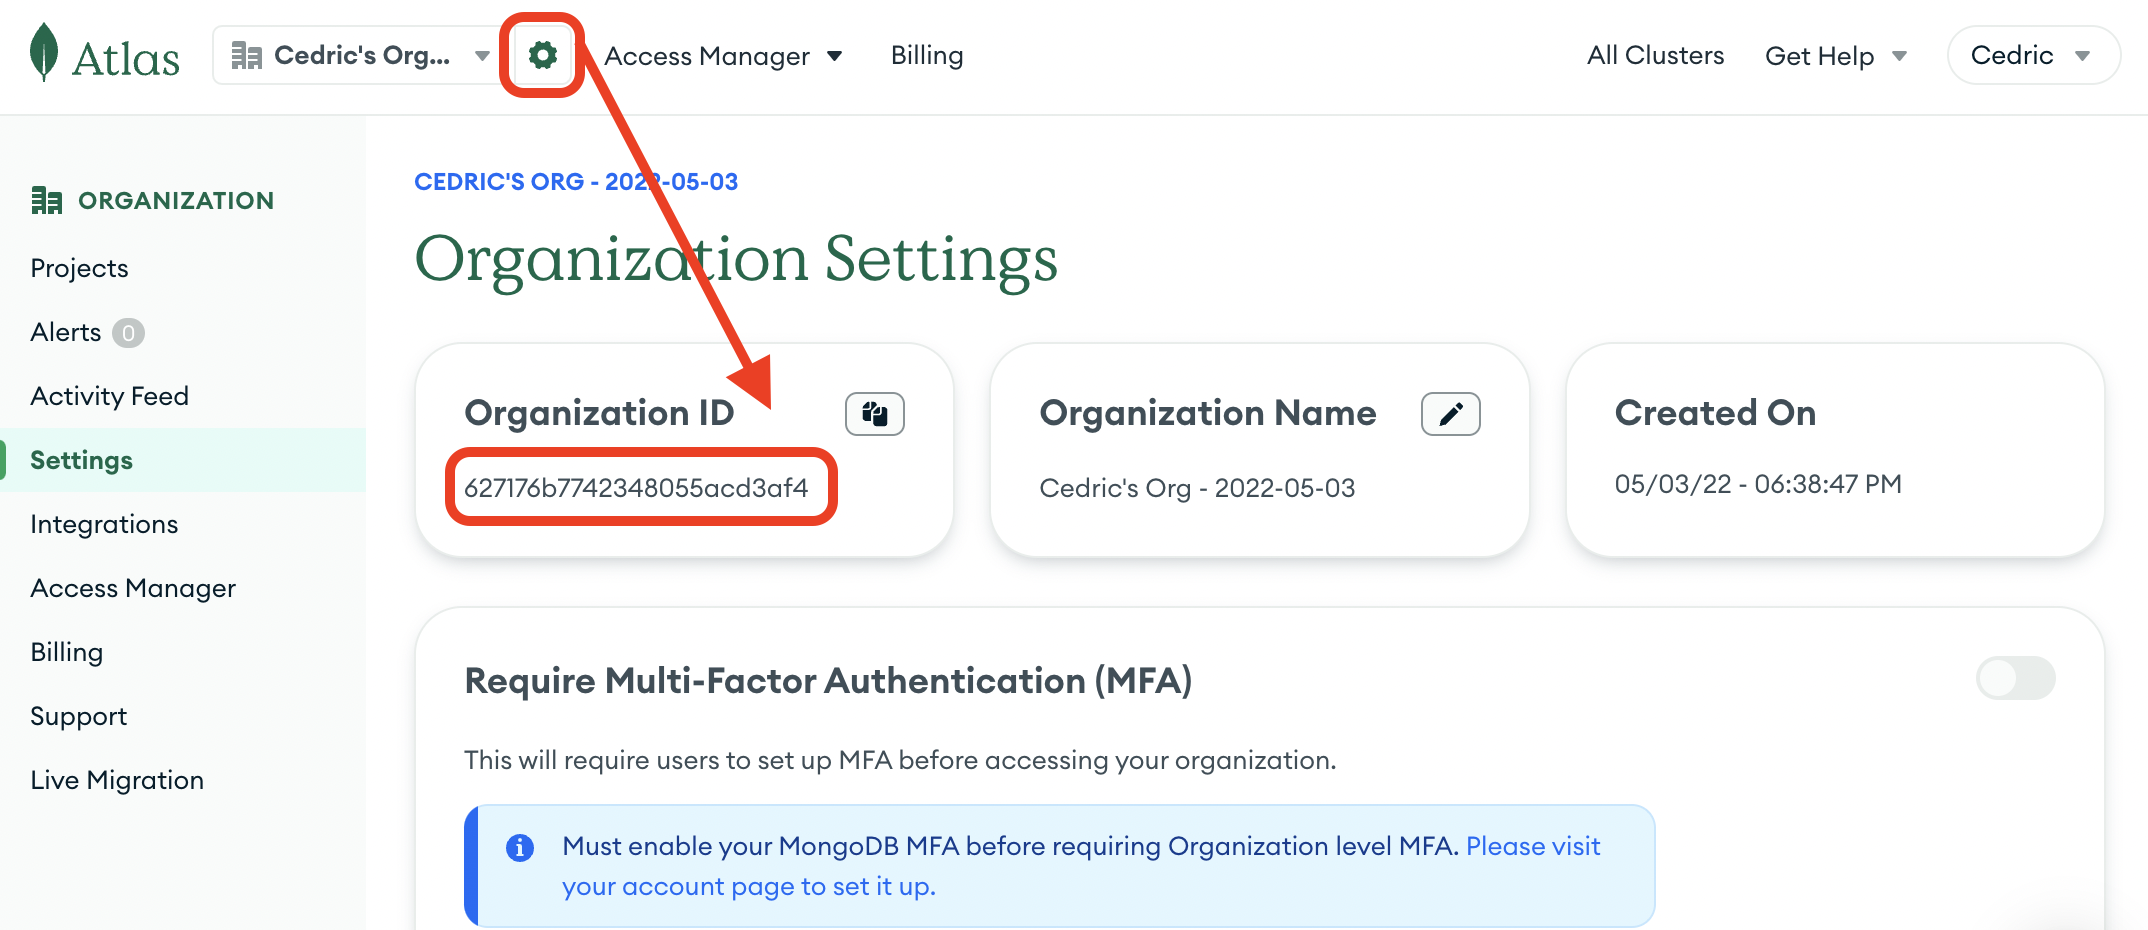 Atlas
Cedric's Org...
Access Manager
Billing
All Clusters
Get Help
Cedric
ORGANIZATION
Projects
Alerts 0
Activity Feed
Settings
Integrations
Access Manager
Billing
Support
Live Migration
CEDRIC'S ORG - 2022-05-03
Organization Settings
Organization ID
627176b7742348055acd3af4
Organization Name
Cedric's Org - 2022-05-03
Created On
05/03/22 - 06:38:47 PM
Require Multi-Factor Authentication (MFA)
This will require users to set up MFA before accessing your organization.
Must enable your MongoDB MFA before requiring Organization level MFA. Please visit
your account page to set it up.